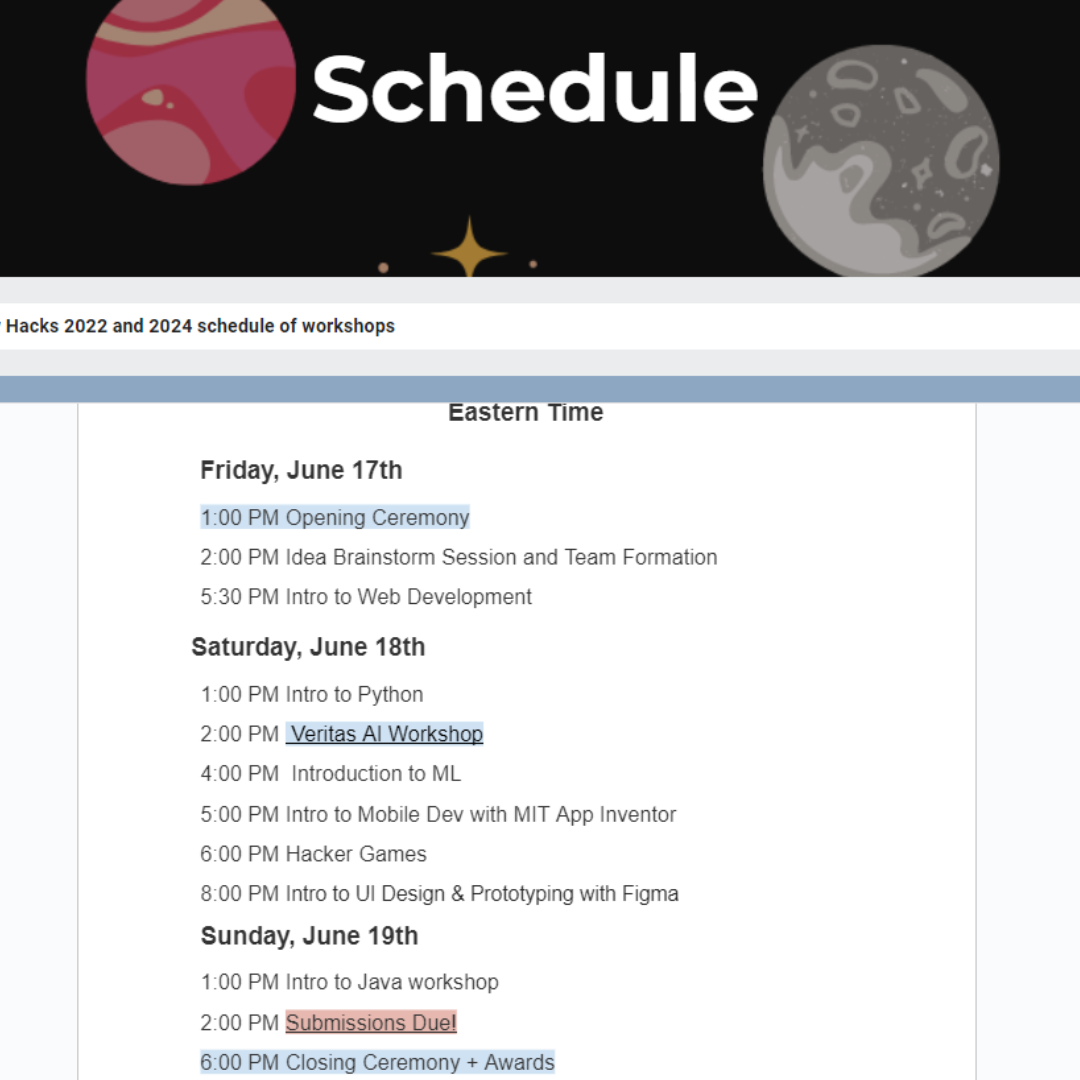 Schedule
Hacks 2022 and 2024 schedule of workshops
Eastern Time
Friday, June 17th
1:00 PM Opening Ceremony
2:00 PM Idea Brainstorm Session and Team Formation
5:30 PM Intro to Web Development
Saturday, June 18th
1:00 PM Intro to Python
2:00 PM Veritas AI Workshop
4:00 PM Introduction to ML
5:00 PM Intro to Mobile Dev with MIT App Inventor
6:00 PM Hacker Games
8:00 PM Intro to UI Design & Prototyping with Figma
Sunday, June 19th
1:00 PM Intro to Java workshop
2:00 PM Submissions Due!
6:00 PM Closing Ceremony + Awards